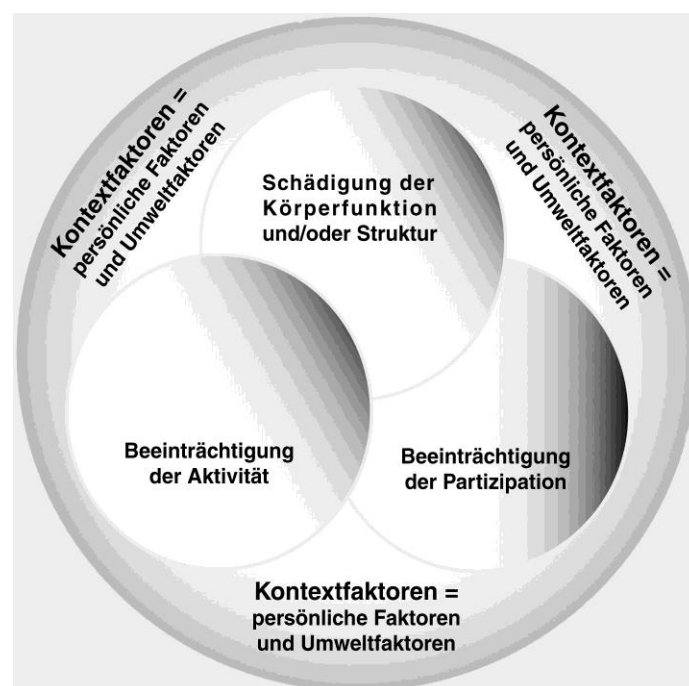 Kontextfaktoren =
persönliche Faktoren
und Umweltfaktoren
Kontextfaktoren =
persönliche Faktoren
und Umweltfaktoren
Schädigung der
Körperfunktion
und/oder Struktur
Beeinträchtigung
der Aktivität
Beeinträchtigung
der Partizipation
Kontextfaktoren =
persönliche Faktoren
und Umweltfaktoren